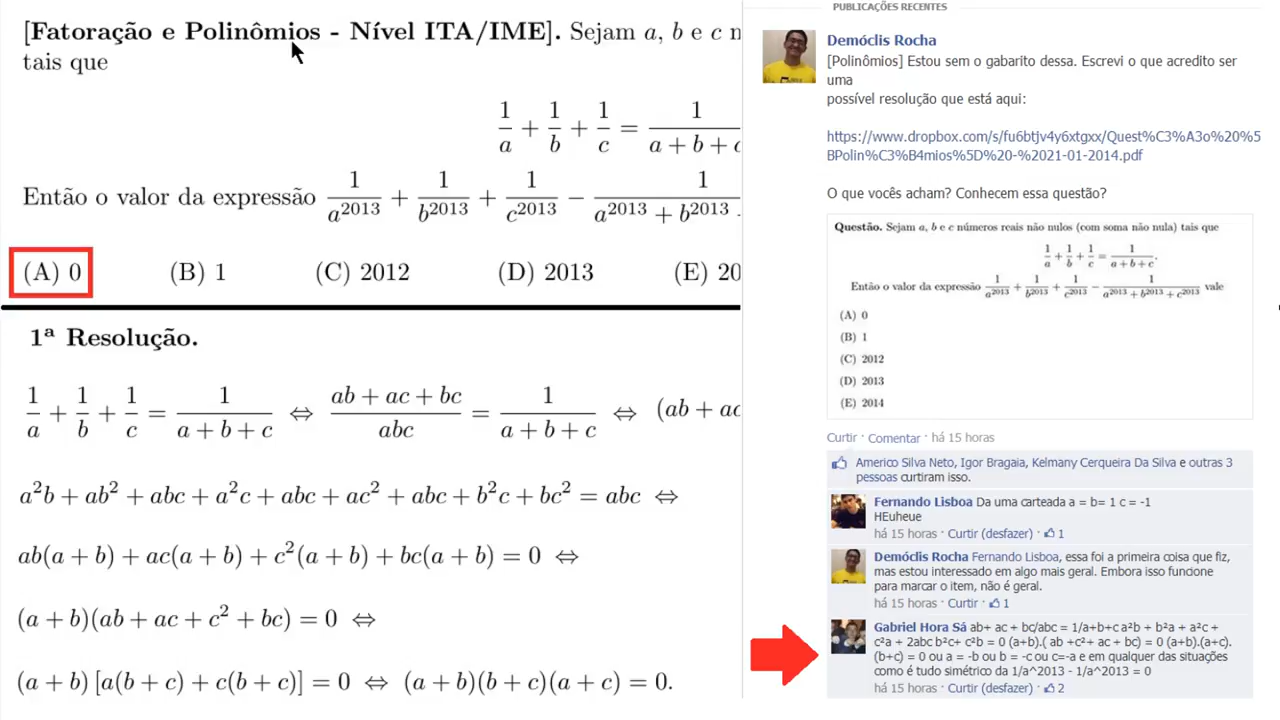 [Fatoração e Polinômios - Nível ITA/IME]. Sejam a, b e c n
tais que
1/a + 1/b + 1/c = 1/(a + b + c
Então o valor da expressão 1/a^2013 + 1/b^2013 + 1/c^2013 − 1/(a^2013 + b^2013
(A) 0 (B) 1 (C) 2012 (D) 2013 (E) 20
1ª Resolução.
1/a + 1/b + 1/c = 1/(a + b + c) ⇔ (ab + ac + bc)/abc = 1/(a + b + c) ⇔ (ab + ac
a²b + ab² + abc + a²c + abc + ac² + abc + b²c + bc² = abc ⇔
ab(a + b) + ac(a + b) + c²(a + b) + bc(a + b) = 0 ⇔
(a + b)(ab + ac + c² + bc) = 0 ⇔
(a + b) [a(b + c) + c(b + c)] = 0 ⇔ (a + b)(b + c)(a + c) = 0.
PUBLICAÇÕES RECENTES
Demóclis Rocha
[Polinômios] Estou sem o gabarito dessa. Escrevi o que acredito ser
uma
possível resolução que está aqui:
https://www.dropbox.com/s/fu6btjv4y6xtgxx/Quest%C3%A3o%20%5
BPolin%C3%B4mios%5D%20-%2021-01-2014.pdf
O que vocês acham? Conhecem essa questão?
Questão. Sejam a, b e c números reais não nulos (com soma não nula) tais que
1/a + 1/b + 1/c = 1/(a + b + c).
Então o valor da expressão 1/a^2013 + 1/b^2013 + 1/c^2013 − 1/(a^2013 + b^2013 + c^2013) vale
(A) 0
(B) 1
(C) 2012
(D) 2013
(E) 2014
Curtir · Comentar · há 15 horas
Americo Silva Neto, Igor Bragaia, Kelmany Cerqueira Da Silva e outras 3
pessoas curtiram isso.
Fernando Lisboa Da uma carteada a = b= 1 c = -1
HEuheue
há 15 horas · Curtir (desfazer) · 1
Demóclis Rocha Fernando Lisboa, essa foi a primeira coisa que fiz,
mas estou interessado em algo mais geral. Embora isso funcione
para marcar o item, não é geral.
há 15 horas · Curtir · 1
Gabriel Hora Sá ab+ ac + bc/abc = 1/a+b+c a²b + b²a + a²c +
c²a + 2abc b²c+ c²b = 0 (a+b).( ab +c²+ ac + bc) = 0 (a+b).(a+c).
(b+c) = 0 ou a = -b ou b = -c ou c=-a e em qualquer das situações
como é tudo simétrico da 1/a^2013 - 1/a^2013 = 0
há 15 horas · Curtir (desfazer) · 2